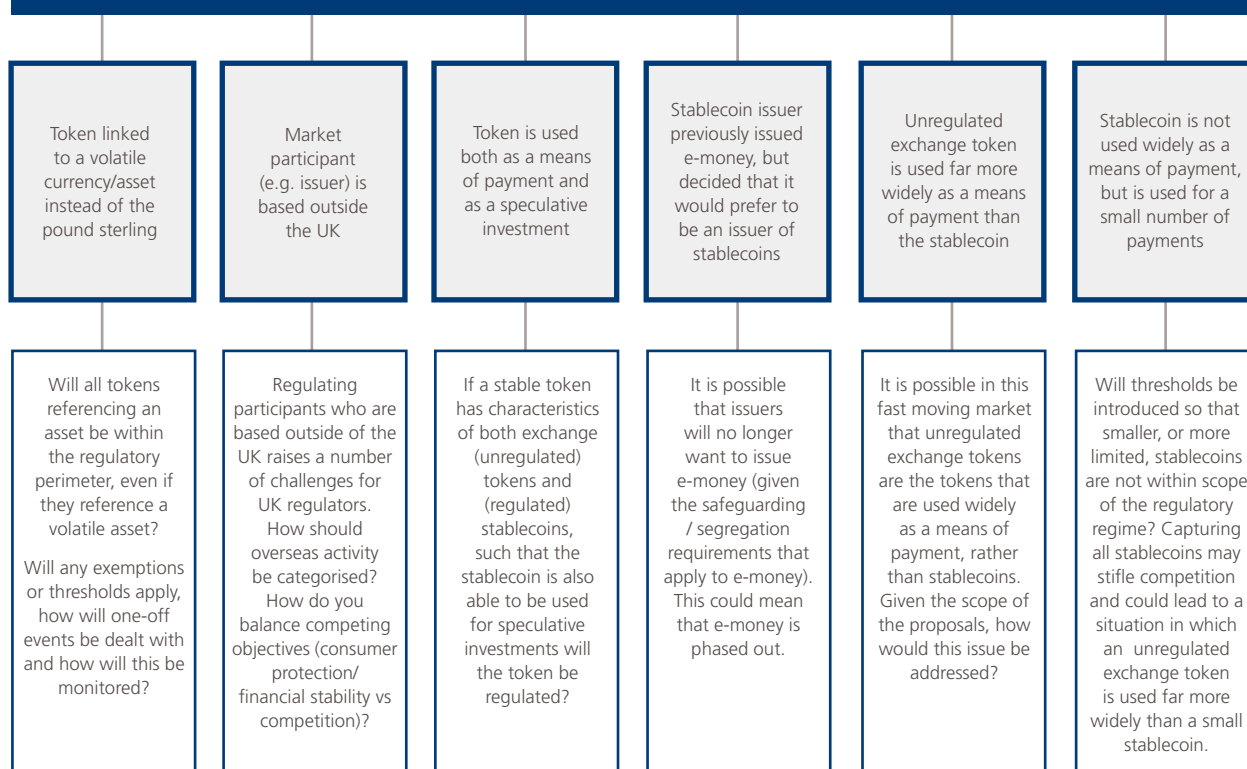 Token linked
to a volatile
currency/asset
instead of the
pound sterling
Market
participant
(e.g. issuer) is
based outside
the UK
Token is used
both as a means
of payment and
as a speculative
investment
Stablecoin issuer
previously issued
e-money, but
decided that it
would prefer to
be an issuer of
stablecoins
Unregulated
exchange token
is used far more
widely as a means
of payment than
the stablecoin
Stablecoin is not
used widely as a
means of payment,
but is used for a
small number of
payments
Will all tokens
referencing an
asset be within
the regulatory
perimeter, even if
they reference a
volatile asset?
Will any exemptions
or thresholds apply,
how will one-off
events be dealt with
and how will this be
monitored?
Regulating
participants who are
based outside of the
UK raises a number
of challenges for
UK regulators.
How should
overseas activity
be categorised?
How do you
balance competing
objectives (consumer
protection/
financial stability vs
competition)?
If a stable token
has characteristics
of both exchange
(unregulated)
tokens and
(regulated)
stablecoins,
such that the
stablecoin is also
able to be used
for speculative
investments will
the token be
regulated?
It is possible
that issuers
will no longer
want to issue
e-money (given
the safeguarding
/ segregation
requirements that
apply to e-money).
This could mean
that e-money is
phased out.
It is possible in this
fast moving market
that unregulated
exchange tokens
are the tokens that
are used widely
as a means of
payment, rather
than stablecoins.
Given the scope of
the proposals, how
would this issue be
addressed?
Will thresholds be
introduced so that
smaller, or more
limited, stablecoins
are not within scope
of the regulatory
regime? Capturing
all stablecoins may
stifle competition
and could lead to a
situation in which
an unregulated
exchange token
is used far more
widely than a small
stablecoin.